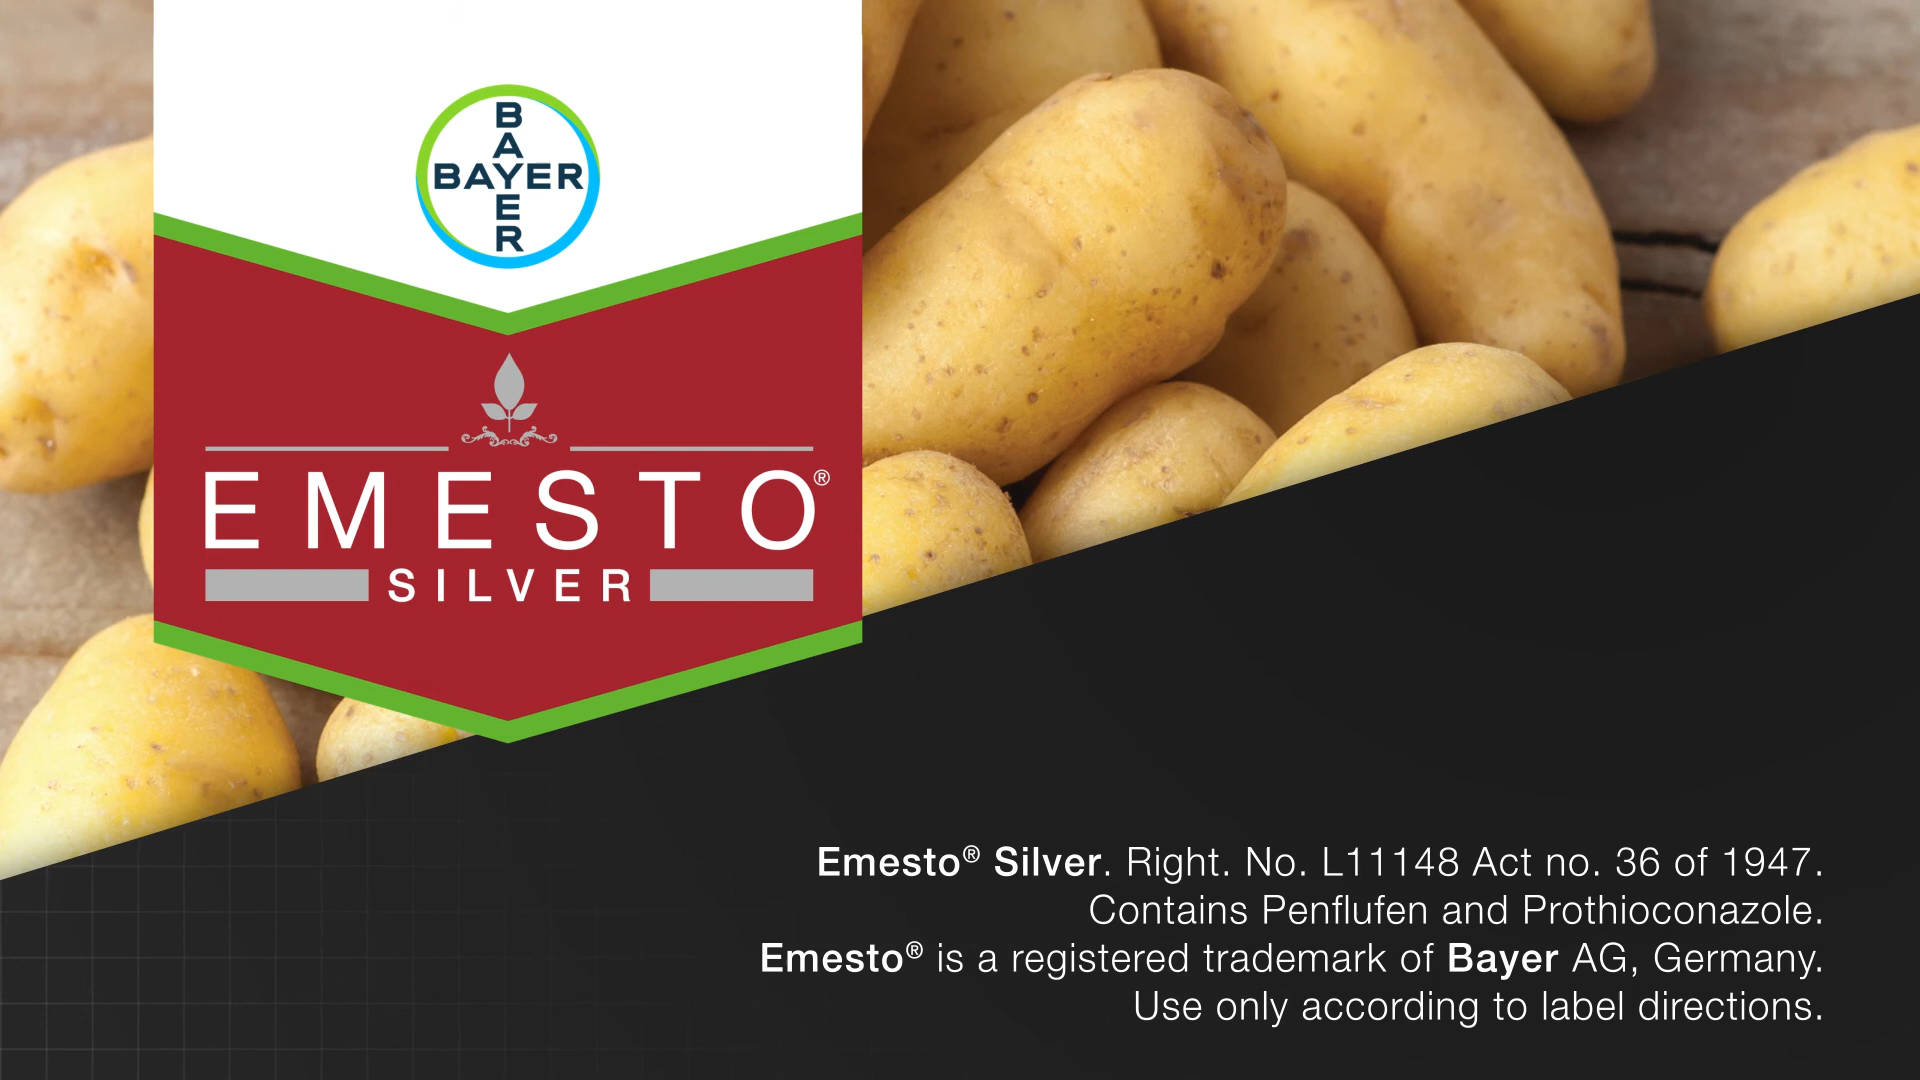 BAYER
BAYER
EMESTO®
SILVER
Emesto® Silver. Right. No. L11148 Act no. 36 of 1947.
Contains Penflufen and Prothioconazole.
Emesto® is a registered trademark of Bayer AG, Germany.
Use only according to label directions.